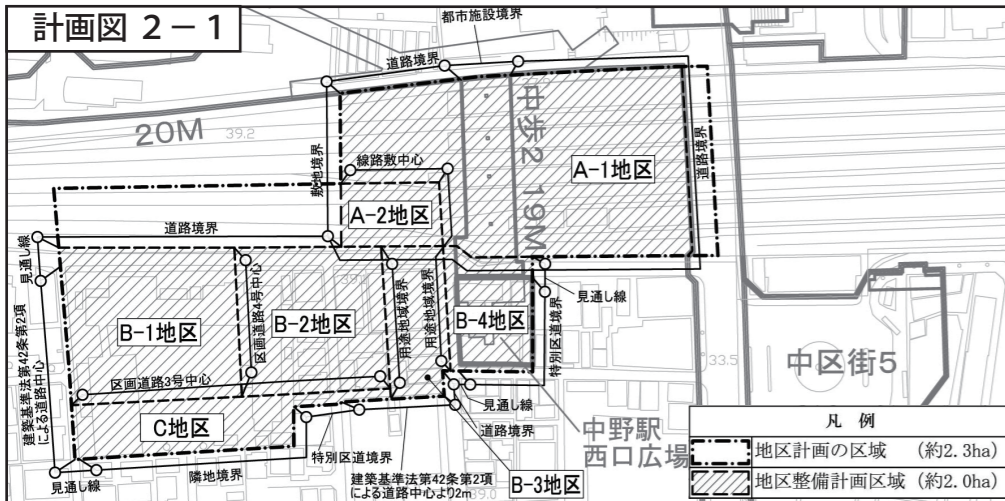 計画図 2－1
都市施設境界
道路境界
中歩2 19M
20M
39.2
敷地境界
線路敷中心
A-1地区
道路境界
A-2地区
道路境界
見通し線
建築基準法第42条第2項
による道路中心
B-1地区
区画道路4号中心
B-2地区
用途地域境界
用途地域境界
B-4地区
見通し線
特別区道境界
33.5
中区街5
区画道路3号中心
C地区
見通し線
隣地境界
特別区道境界
建築基準法第42条第2項
による道路中心より2m
39.0
見通し線
道路境界
B-3地区
中野駅
西口広場
凡 例
地区計画の区域 （約2.3ha）
地区整備計画区域 （約2.0ha）